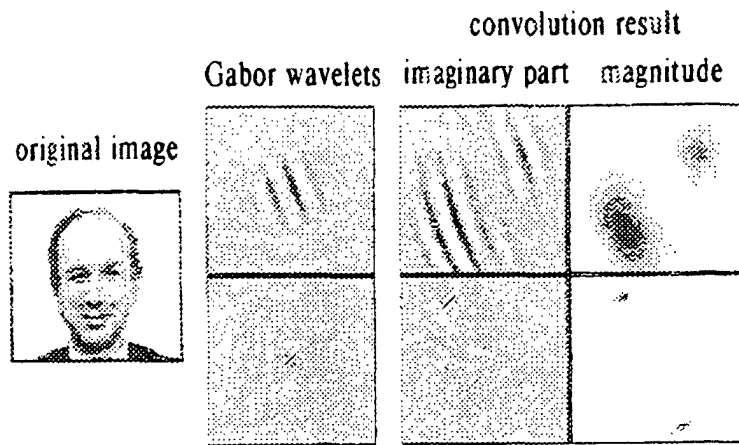 convolution result
Gabor wavelets imaginary part magnitude
original image